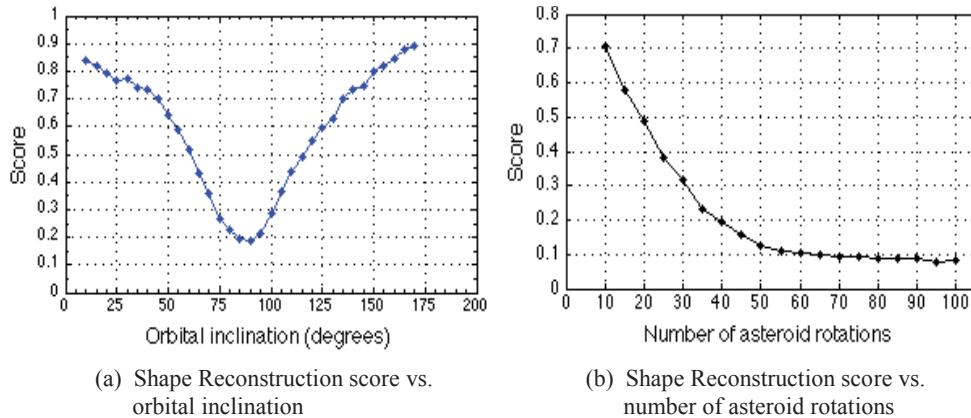 1
0.9
0.8
0.7
0.6
0.5
0.4
0.3
0.2
0.1
0
Score
0 25 50 75 100 125 150 175 200
Orbital inclination (degrees)
(a) Shape Reconstruction score vs.
orbital inclination
0.8
0.7
0.6
0.5
0.4
0.3
0.2
0.1
0
Score
0 10 20 30 40 50 60 70 80 90 100
Number of asteroid rotations
(b) Shape Reconstruction score vs.
number of asteroid rotations